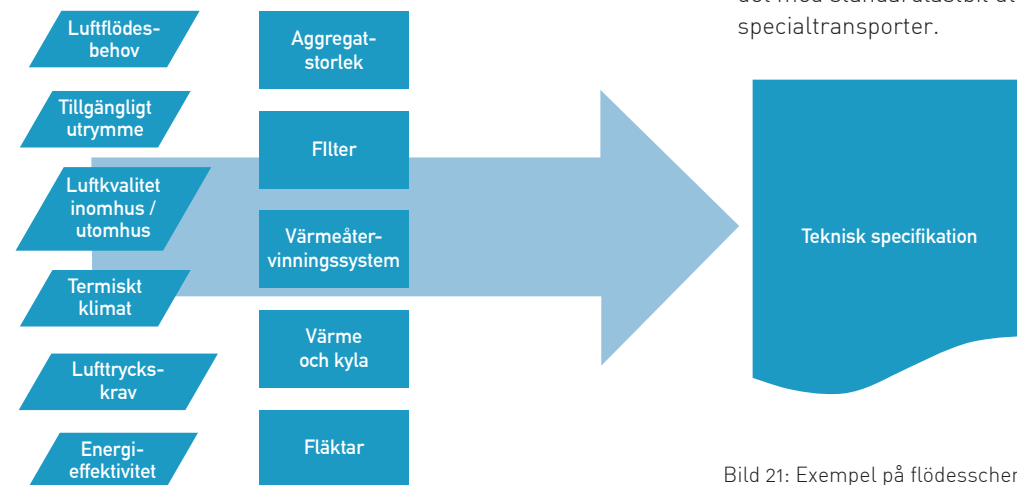 Luftflödes-
behov
Tillgängligt
utrymme
Luftkvalitet
inomhus /
utomhus
Termiskt
klimat
Lufttrycks-
krav
Energi-
effektivitet
Aggregat-
storlek
FIlter
Värmeåter-
vinningssystem
Värme
och kyla
Fläktar
specialtransporter.
Teknisk specifikation
Bild 21: Exempel på